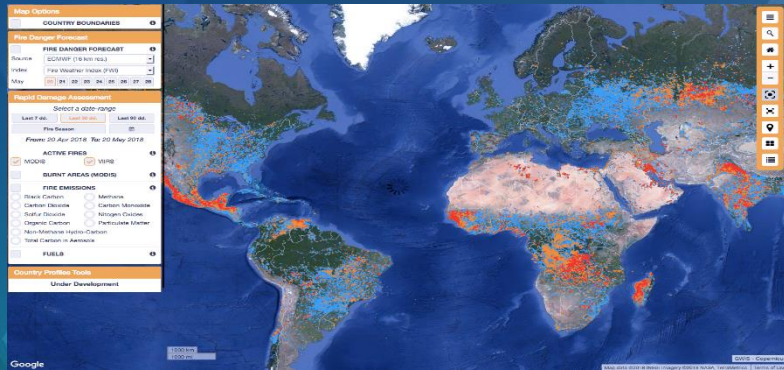 Map Options
COUNTRY BOUNDARIES
Fire Danger Forecast
FIRE DANGER FORECAST
Source ECMWF (16 km res.)
Index Fire Weather Index (FWI)
May 20 21 22 23 24 25 26 27 28
Rapid Damage Assessment
Select a date-range
Last 7 dd. Last 30 dd. Last 90 dd.
Fire Season
From: 20 Apr 2018 To: 20 May 2018
ACTIVE FIRES
MODIS VIIRS
BURNT AREAS (MODIS)
FIRE EMISSIONS
Black Carbon Methane
Carbon Dioxide Carbon Monoxide
Sulfur Dioxide Nitrogen Oxides
Organic Carbon Particulate Matter
Non-Methane Hydro-Carbon
Total Carbon in Aerosols
FUELS
Country Profiles Tools
Under Development
1000 km
1000 mi
Google
GWIS - Copernicus